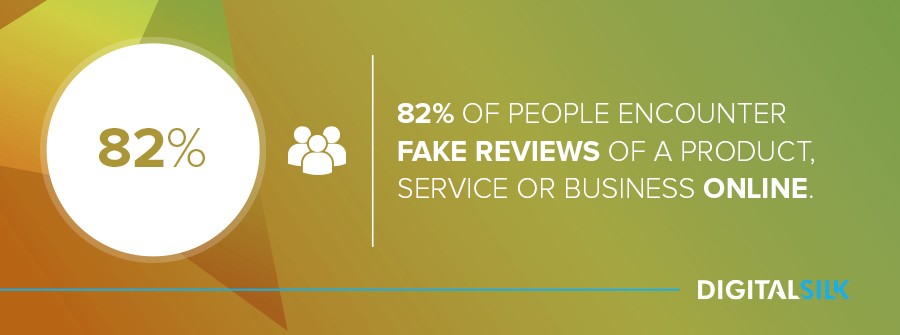 82%
82% OF PEOPLE ENCOUNTER
FAKE REVIEWS OF A PRODUCT,
SERVICE OR BUSINESS ONLINE.
DIGITALSILK